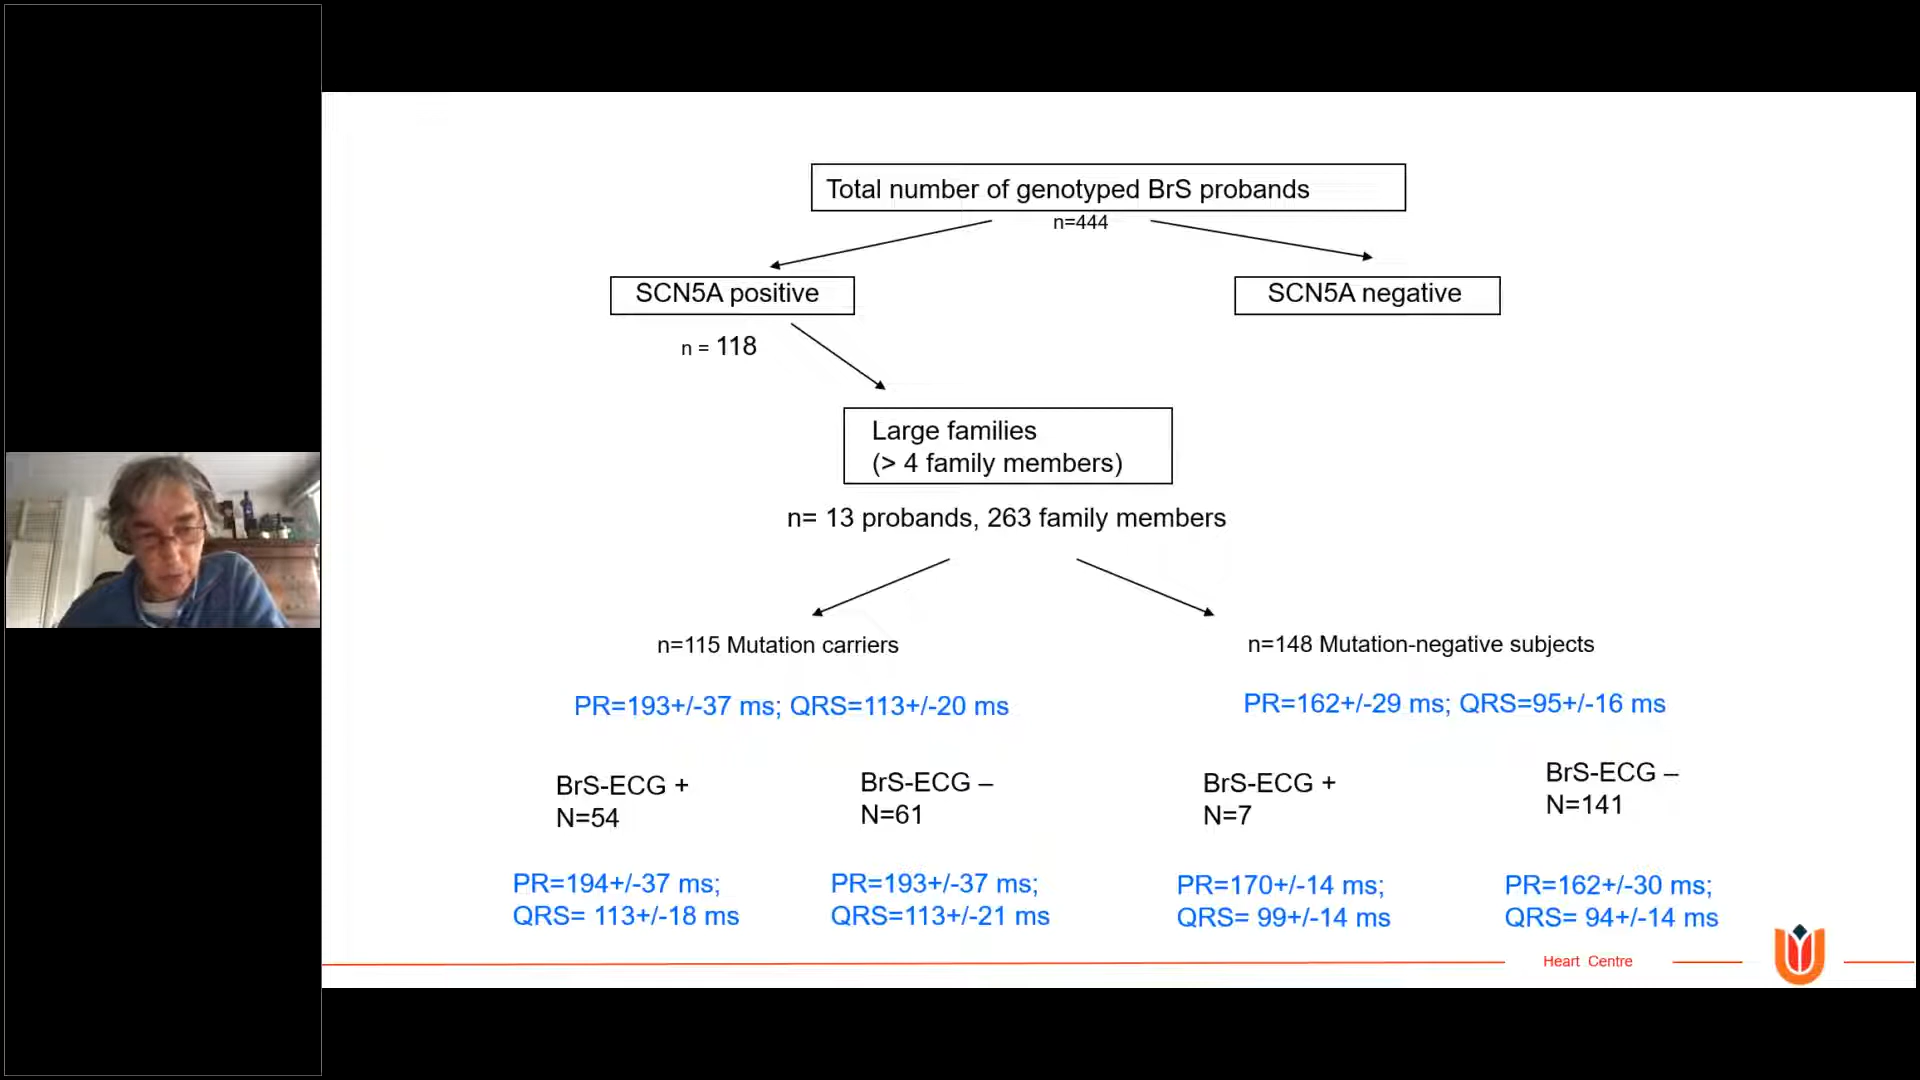 Total number of genotyped BrS probands
n=444
SCN5A positive
SCN5A negative
n = 118
Large families
(> 4 family members)
n= 13 probands, 263 family members
n=115 Mutation carriers
n=148 Mutation-negative subjects
PR=193+/-37 ms; QRS=113+/-20 ms
PR=162+/-29 ms; QRS=95+/-16 ms
BrS-ECG +
N=54
BrS-ECG –
N=61
BrS-ECG +
N=7
BrS-ECG –
N=141
PR=194+/-37 ms;
QRS= 113+/-18 ms
PR=193+/-37 ms;
QRS=113+/-21 ms
PR=170+/-14 ms;
QRS= 99+/-14 ms
PR=162+/-30 ms;
QRS= 94+/-14 ms
Heart Centre